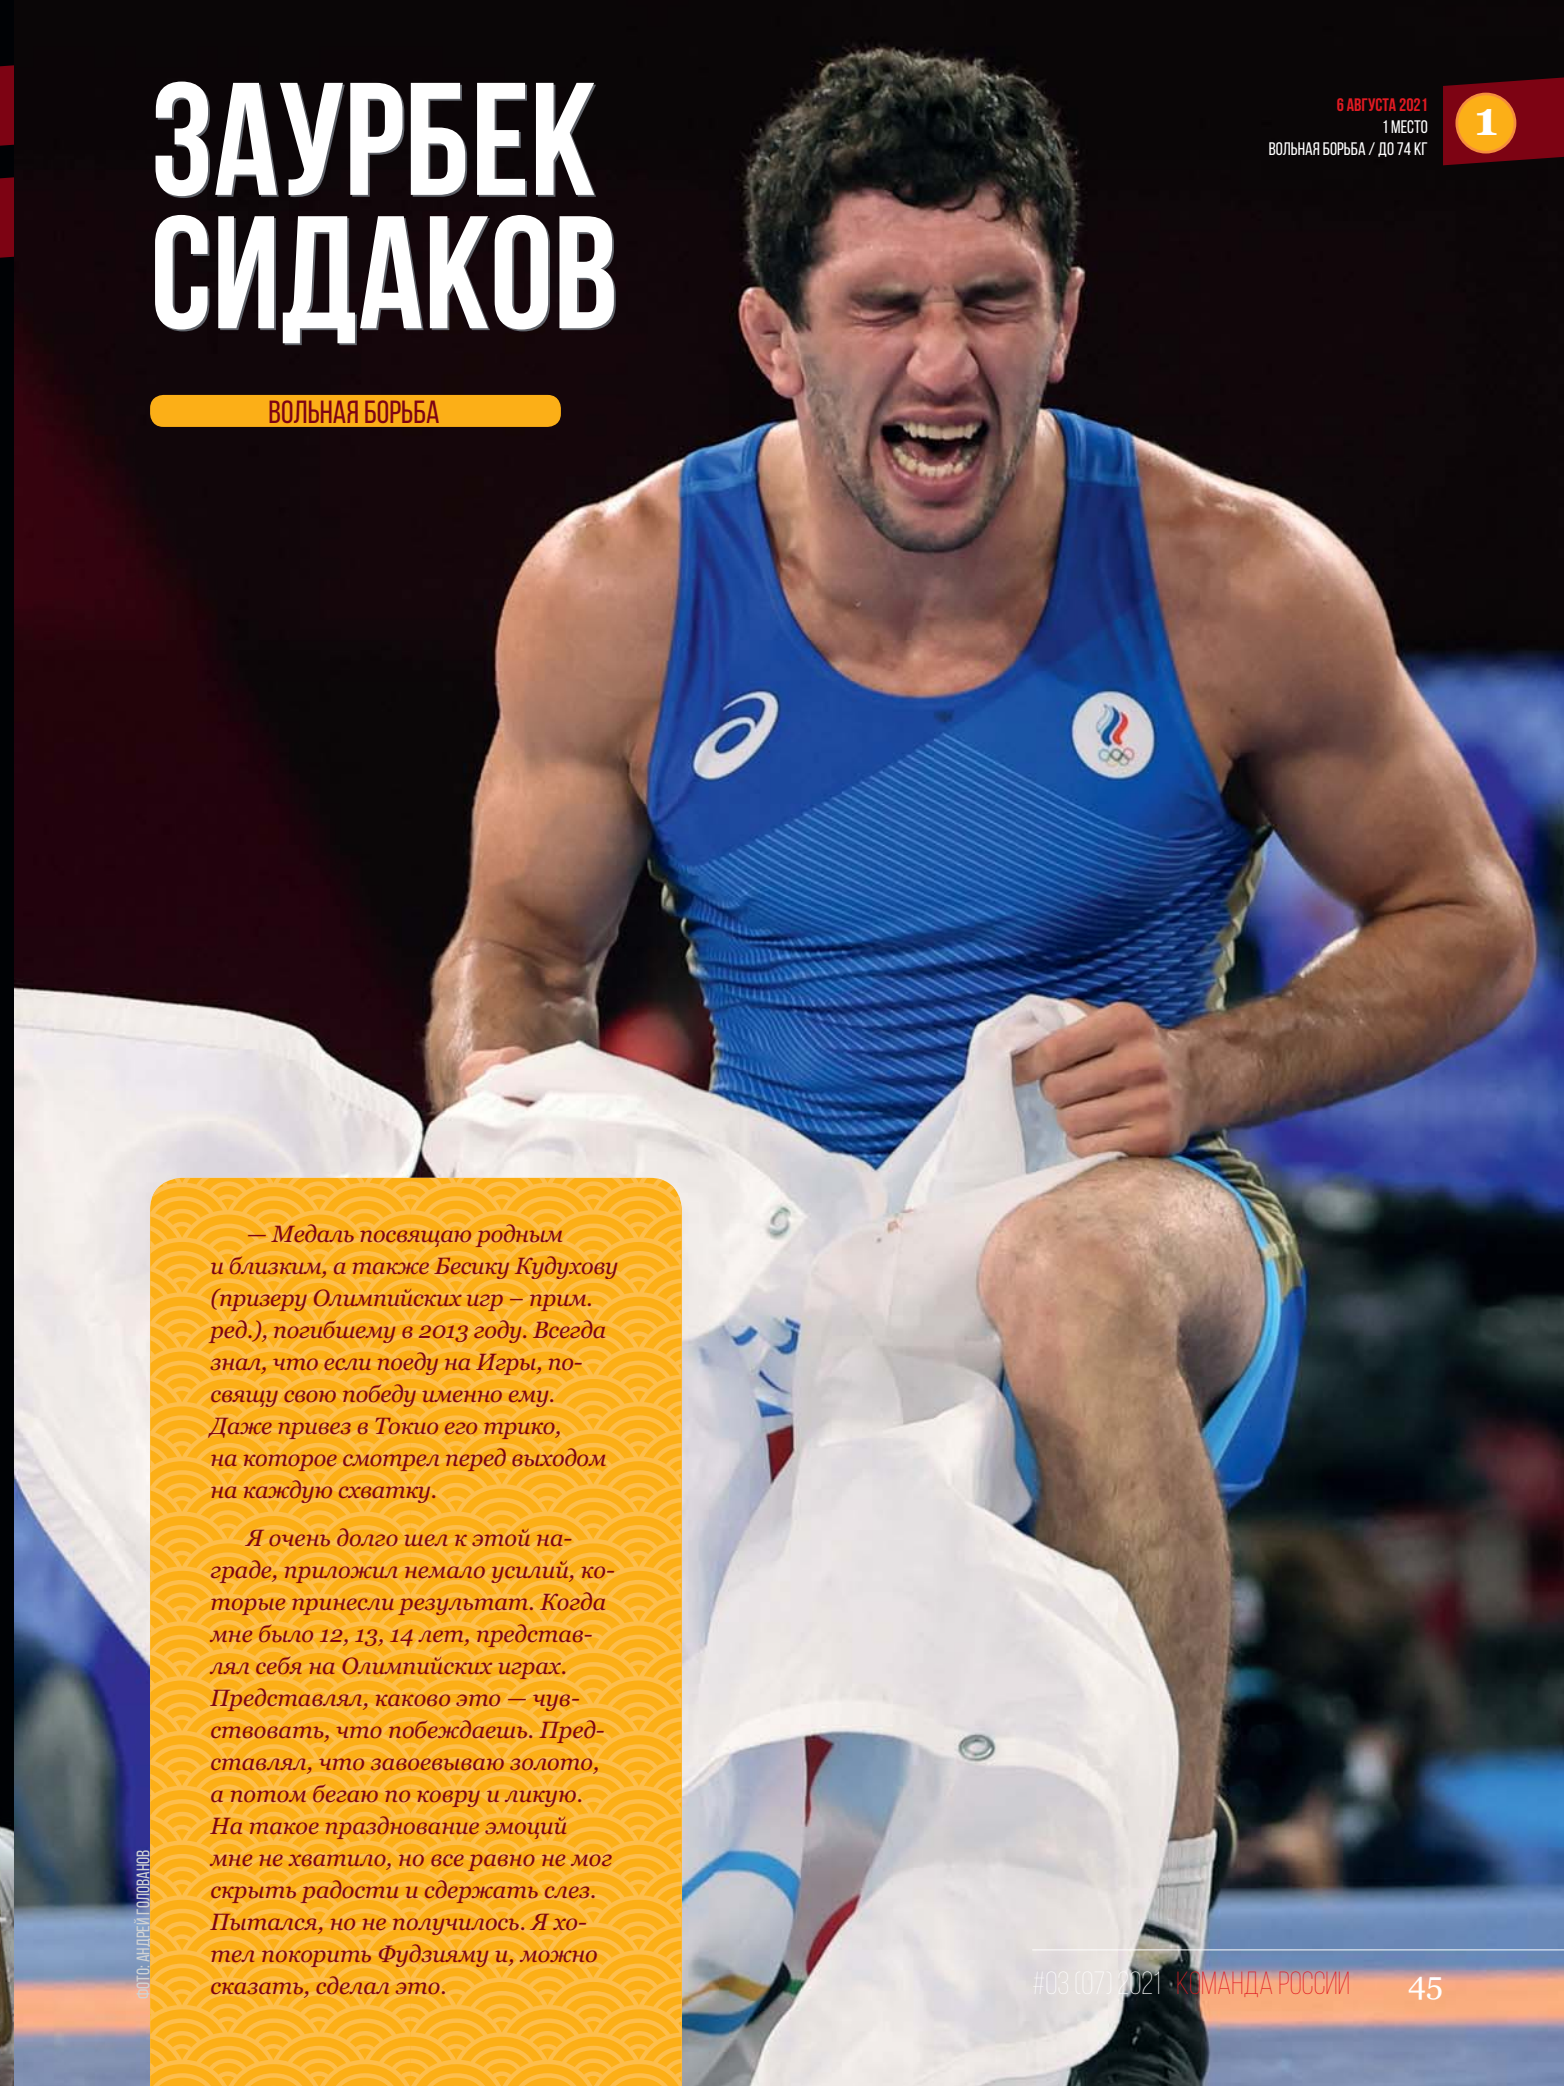 ЗАУРБЕК
СИДАКОВ
ВОЛЬНАЯ БОРЬБА
6 АВГУСТА 2021
1 МЕСТО
ВОЛЬНАЯ БОРЬБА / ДО 74 КГ
1
— Медаль посвящаю родным
и близким, а также Бесику Кудухову
(призеру Олимпийских игр – прим.
ред.), погибшему в 2013 году. Всегда
знал, что если поеду на Игры, по-
свящу свою победу именно ему.
Даже привез в Токио его трико,
на которое смотрел перед выходом
на каждую схватку.
Я очень долго шел к этой на-
граде, приложил немало усилий, ко-
торые принесли результат. Когда
мне было 12, 13, 14 лет, представ-
лял себя на Олимпийских играх.
Представлял, каково это — чув-
ствовать, что побеждаешь. Пред-
ставлял, что завоевываю золото,
а потом бегаю по ковру и ликую.
На такое празднование эмоций
мне не хватило, но все равно не мог
скрыть радости и сдержать слез.
Пытался, но не получилось. Я хо-
тел покорить Фудзияму и, можно
сказать, сделал это.
ФОТО: АНДРЕЙ ГОЛОВАНОВ
#03 (07) 2021 · КОМАНДА РОССИИ 45